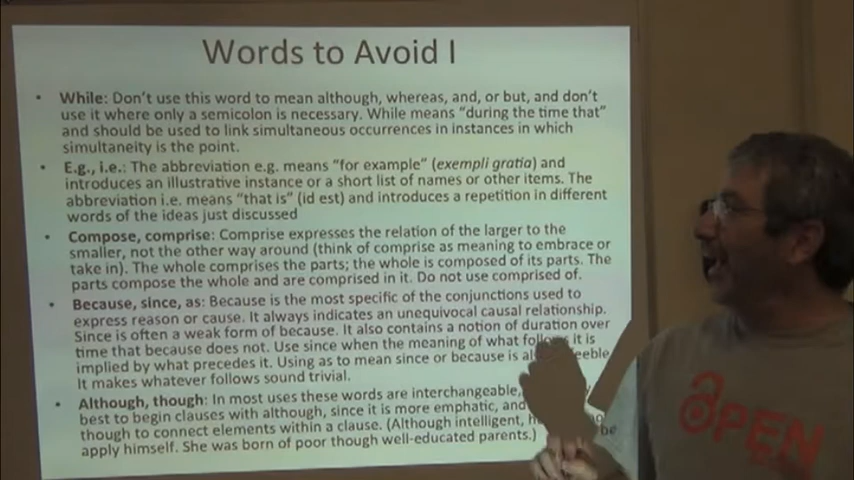 Words to Avoid I
• While: Don't use this word to mean although, whereas, and, or but, and don't
use it where only a semicolon is necessary. While means "during the time that"
and should be used to link simultaneous occurrences in instances in which
simultaneity is the point.
• E.g., i.e.: The abbreviation e.g. means "for example" (exempli gratia) and
introduces an illustrative instance or a short list of names or other items. The
abbreviation i.e. means "that is" (id est) and introduces a repetition in different
words of the ideas just discussed
• Compose, comprise: Comprise expresses the relation of the larger to the
smaller, not the other way around (think of comprise as meaning to embrace or
take in). The whole comprises the parts; the whole is composed of its parts. The
parts compose the whole and are comprised in it. Do not use comprised of.
• Because, since, as: Because is the most specific of the conjunctions used to
express reason or cause. It always indicates an unequivocal causal relationship.
Since is often a weak form of because. It also contains a notion of duration over
time that because does not. Use since when the meaning of what follows it is
implied by what precedes it. Using as to mean since or because is
It makes whatever follows sound trivial.
• Although, though: In most uses these words are interchangeable,
best to begin clauses with although, since it is more emphatic, and
though to connect elements within a clause. (Although intelligent, be
apply himself. She was born of poor though well-educated parents.)
OPEN